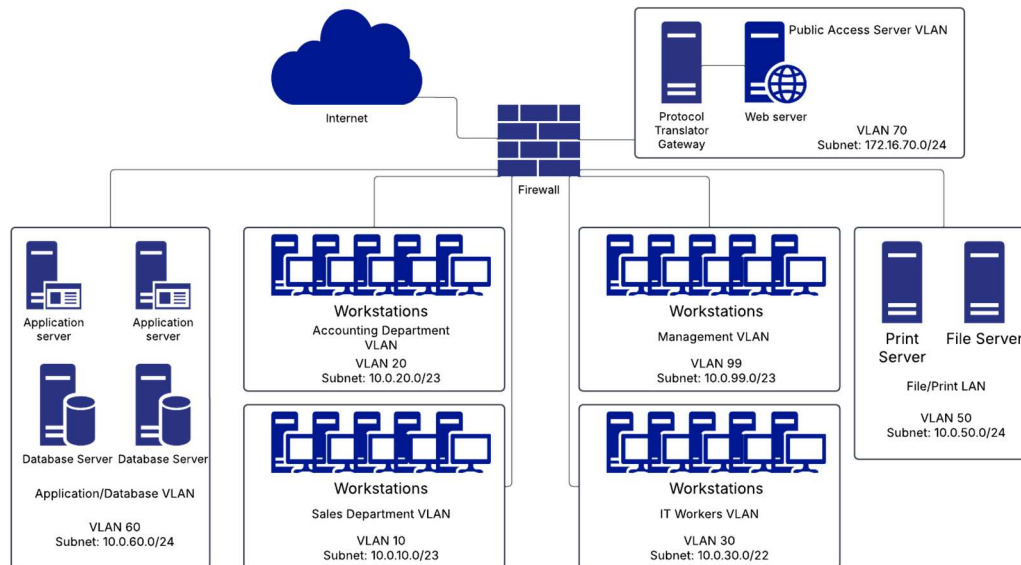 Internet
Firewall
Public Access Server VLAN
Protocol
Translator
Gateway
Web server
VLAN 70
Subnet: 172.16.70.0/24
Application
server
Application
server
Database Server
Database Server
Application/Database VLAN
VLAN 60
Subnet: 10.0.60.0/24
Workstations
Accounting Department
VLAN
VLAN 20
Subnet: 10.0.20.0/23
Workstations
Sales Department VLAN
VLAN 10
Subnet: 10.0.10.0/23
Workstations
Management VLAN
VLAN 99
Subnet: 10.0.99.0/23
Workstations
IT Workers VLAN
VLAN 30
Subnet: 10.0.30.0/22
Print
Server
File Server
File/Print LAN
VLAN 50
Subnet: 10.0.50.0/24